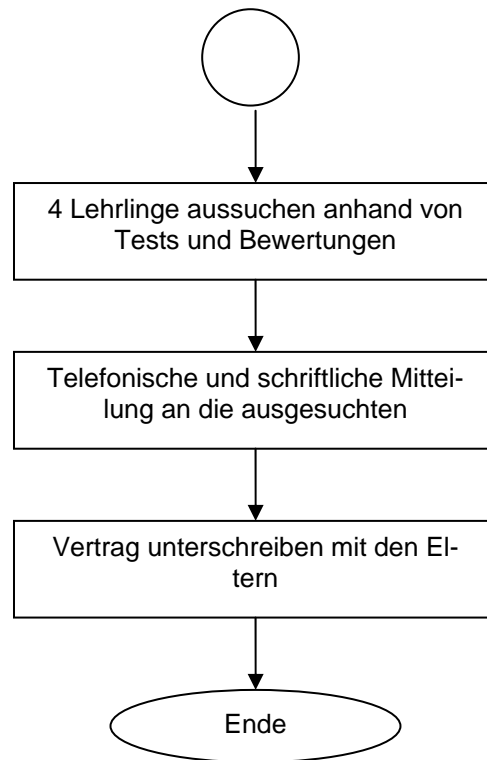 4 Lehrlinge aussuchen anhand von
Tests und Bewertungen
Telefonische und schriftliche Mittei-
lung an die ausgesuchten
Vertrag unterschreiben mit den El-
tern
Ende